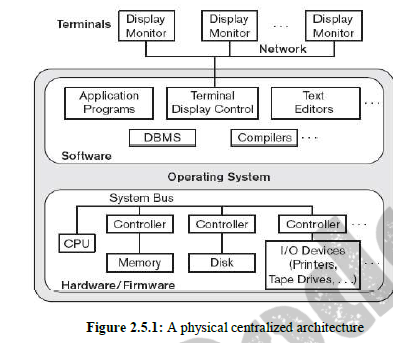 Terminals
Display Monitor
Display Monitor
. . .
Display Monitor
Network
Application Programs
Terminal Display Control
Text Editors
. . .
DBMS
Compilers . . .
Software
Operating System
System Bus
CPU
Controller
Controller
Controller
. . .
Memory
Disk
I/O Devices
(Printers,
Tape Drives, . . .)
Hardware/Firmware
Figure 2.5.1: A physical centralized architecture